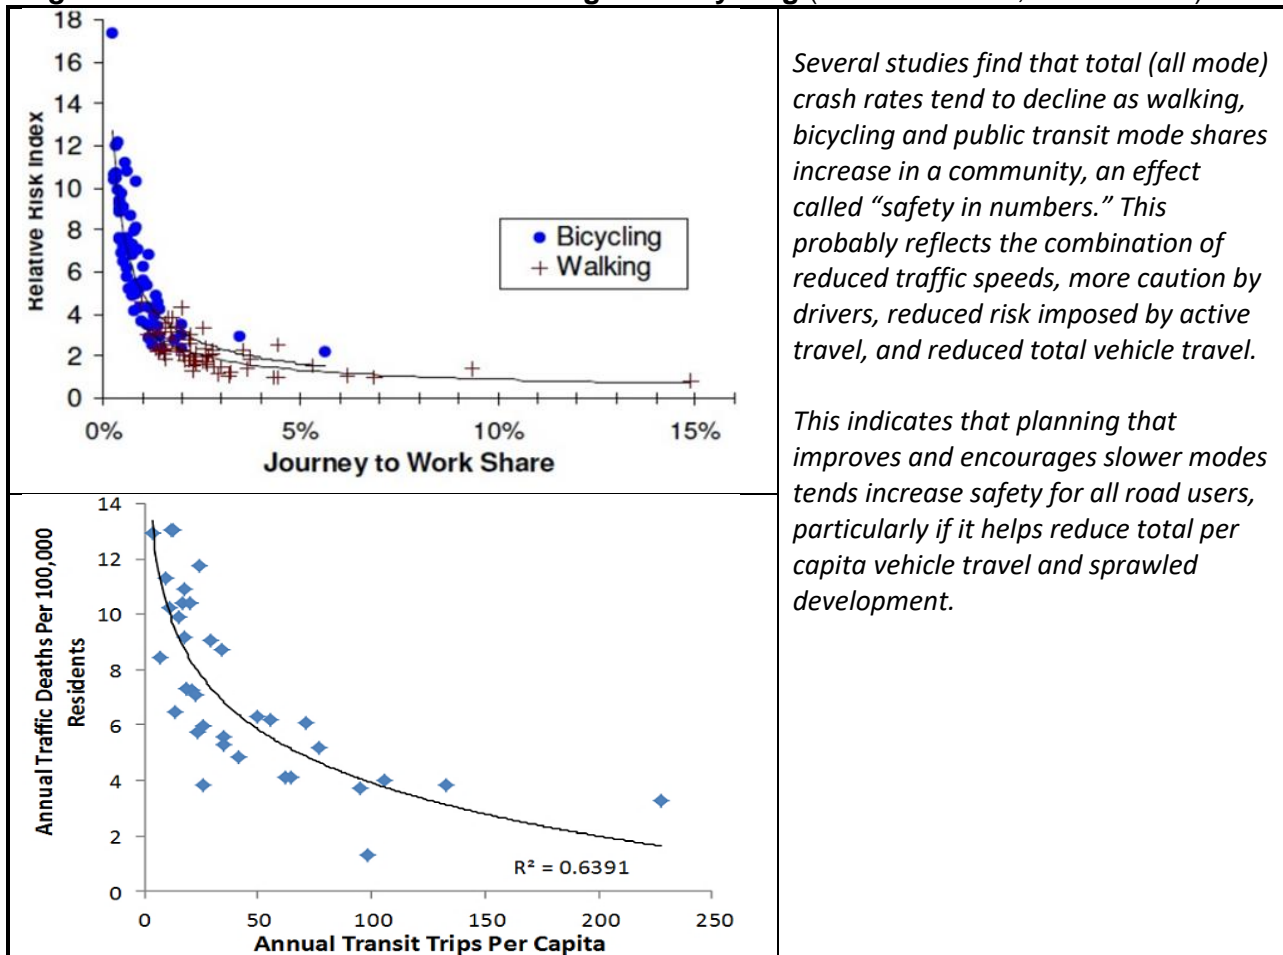 18
16
14
12
10
8
6
4
2
0
Relative Risk Index
Bicycling
Walking
0% 5% 10% 15%
Journey to Work Share
14
12
10
8
6
4
2
0
Annual Traffic Deaths Per 100,000
Residents
R² = 0.6391
0 50 100 150 200 250
Annual Transit Trips Per Capita
Several studies find that total (all mode)
crash rates tend to decline as walking,
bicycling and public transit mode shares
increase in a community, an effect
called “safety in numbers.” This
probably reflects the combination of
reduced traffic speeds, more caution by
drivers, reduced risk imposed by active
travel, and reduced total vehicle travel.
This indicates that planning that
improves and encourages slower modes
tends increase safety for all road users,
particularly if it helps reduce total per
capita vehicle travel and sprawled
development.